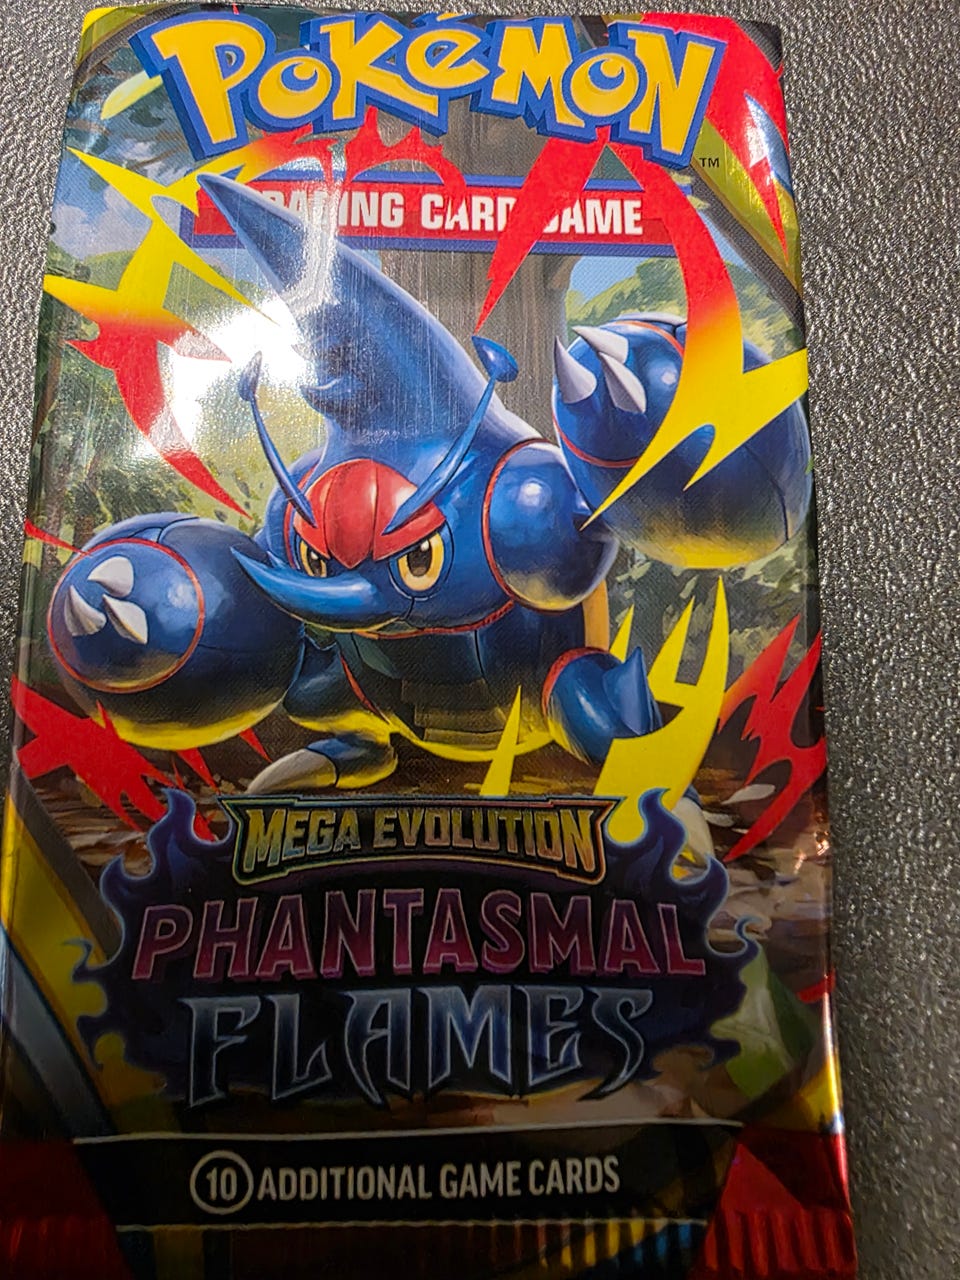 POKéMON
TM
TRADING CARD GAME
MEGA EVOLUTION
PHANTASMAL
FLAMES
10 ADDITIONAL GAME CARDS